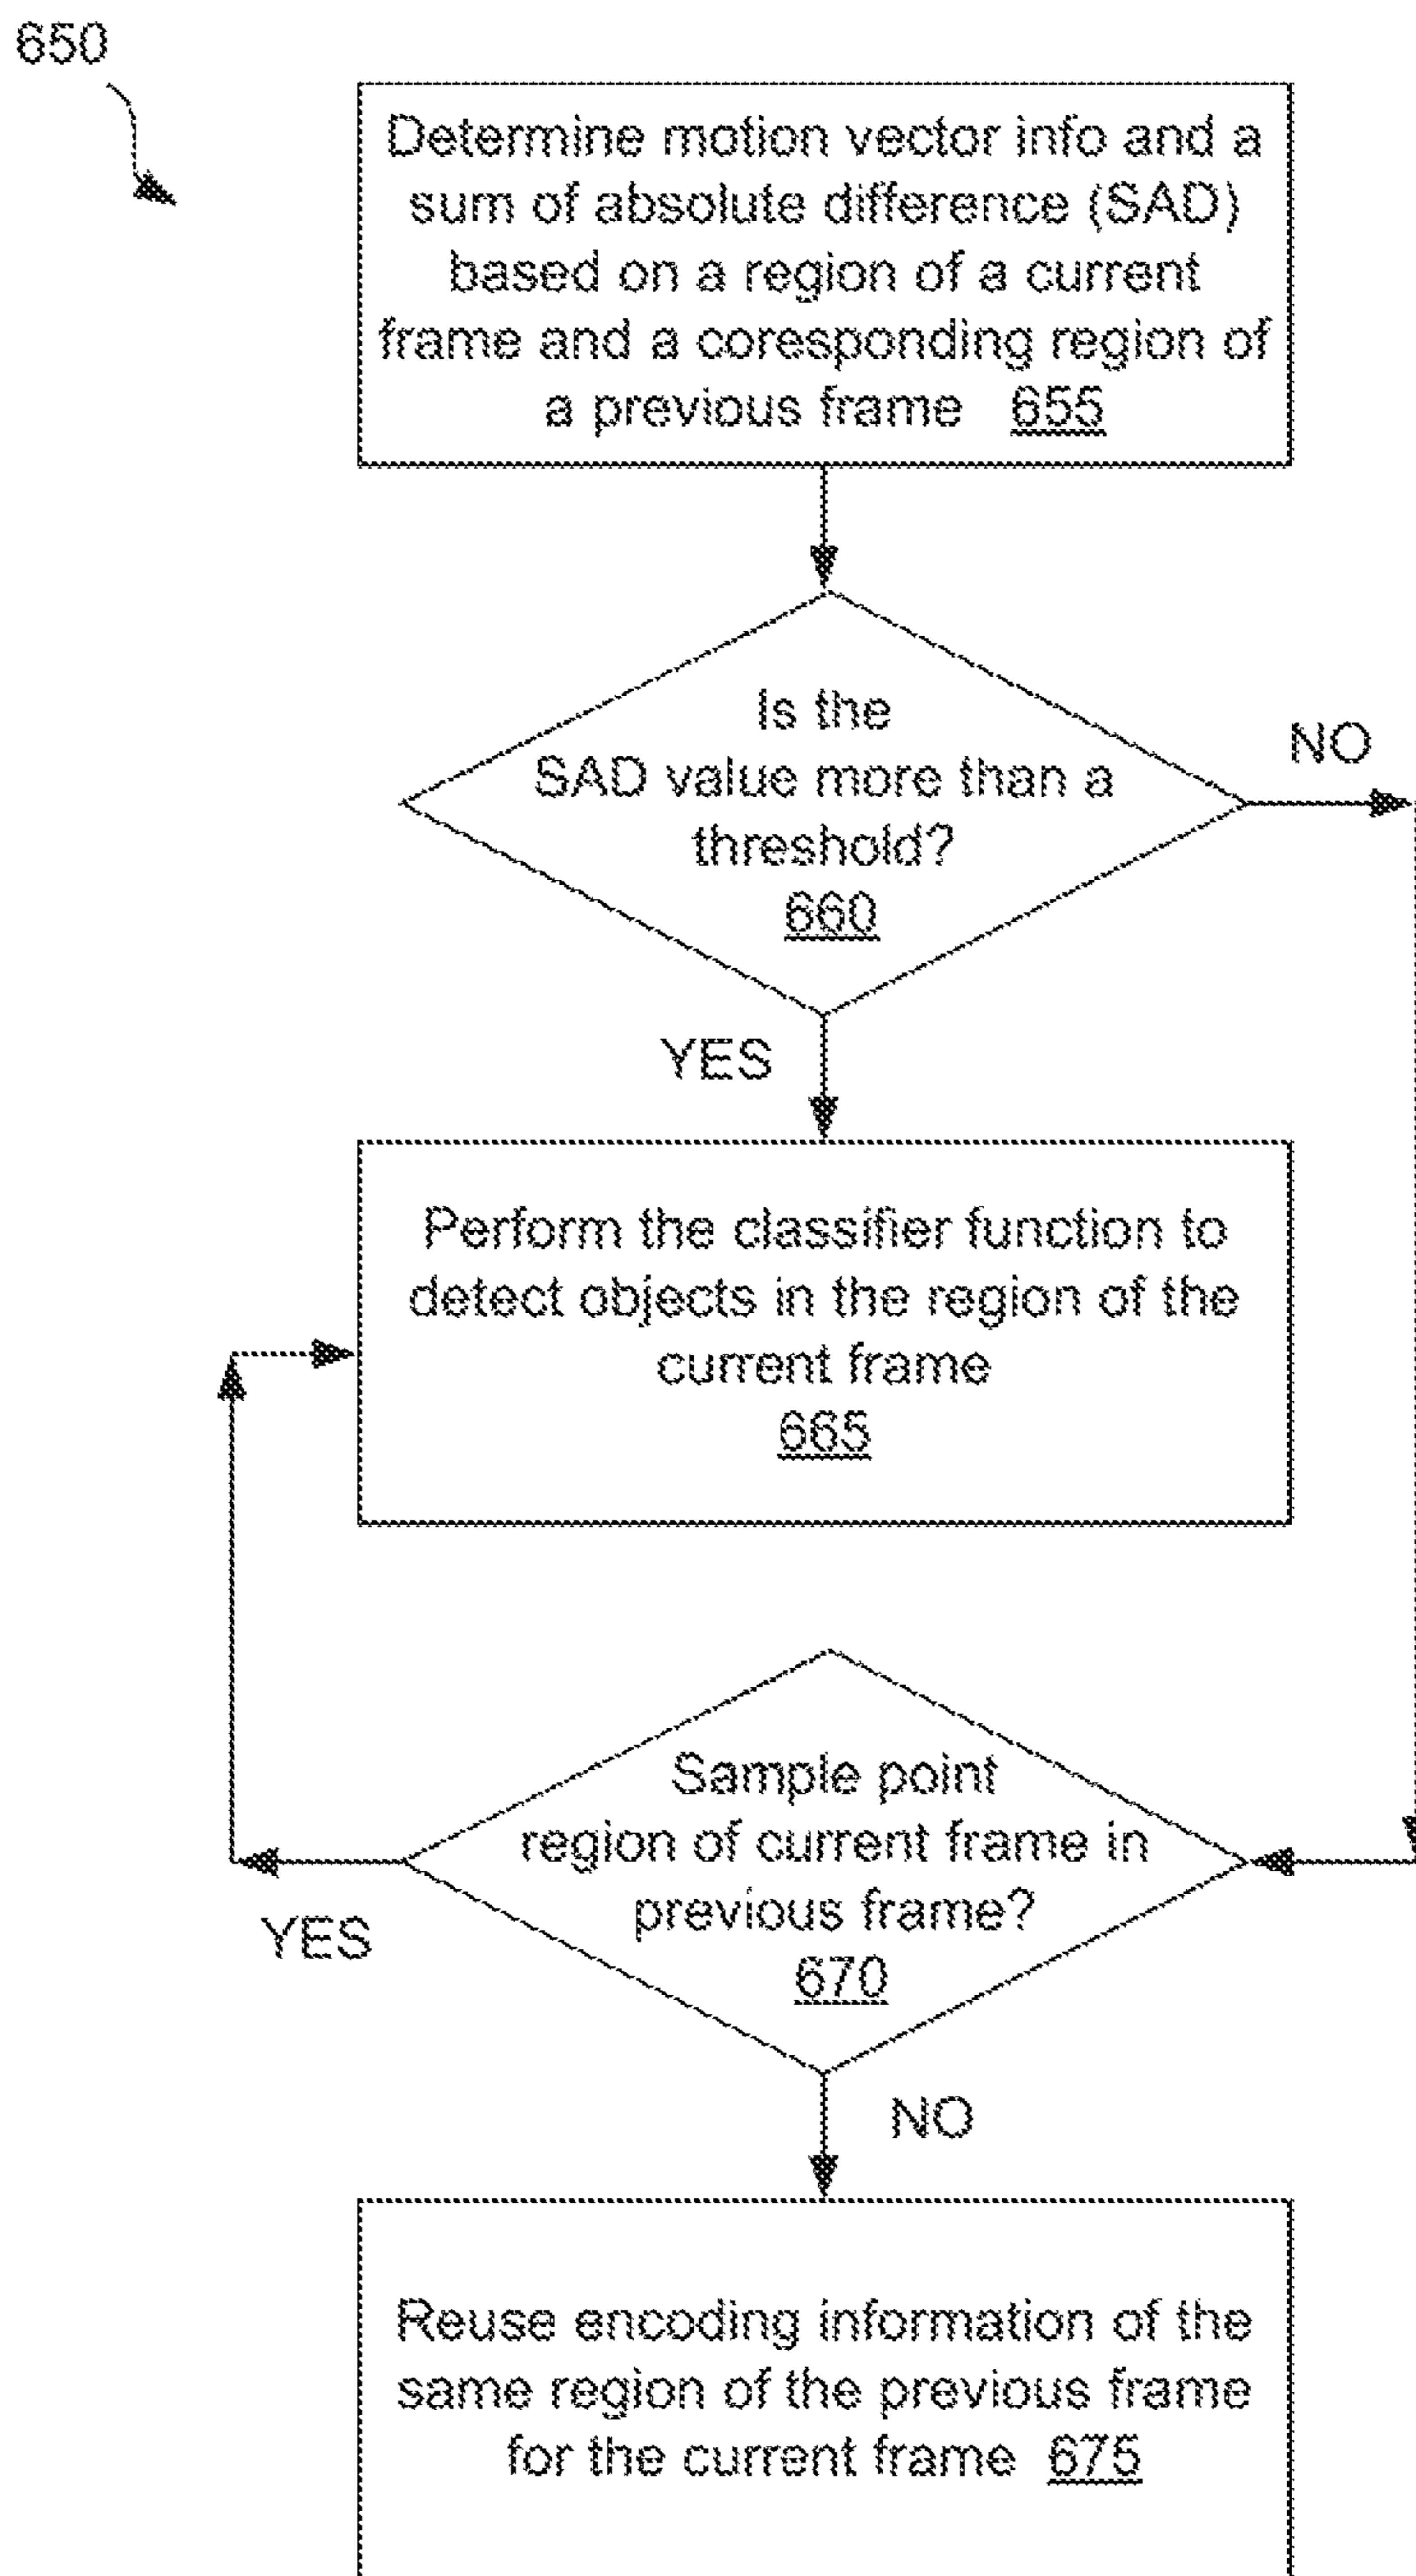 650
Determine motion vector info and a
sum of absolute difference (SAD)
based on a region of a current
frame and a coresponding region of
a previous frame 655
Is the
SAD value more than a
threshold?
660
NO
YES
Perform the classifier function to
detect objects in the region of the
current frame
665
Sample point
region of current frame in
previous frame?
670
YES
NO
Reuse encoding information of the
same region of the previous frame
for the current frame 675